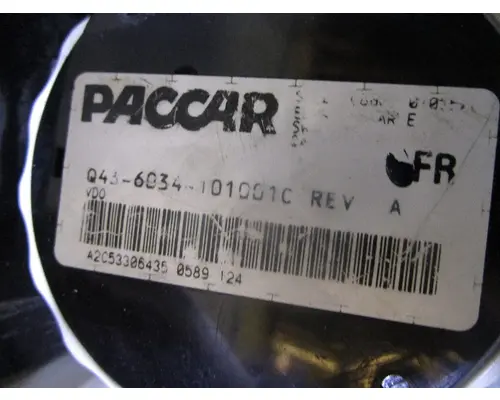 PACCAR
FR
Q43-6034-101001C REV A
VDO
A2C53306435 0589 124